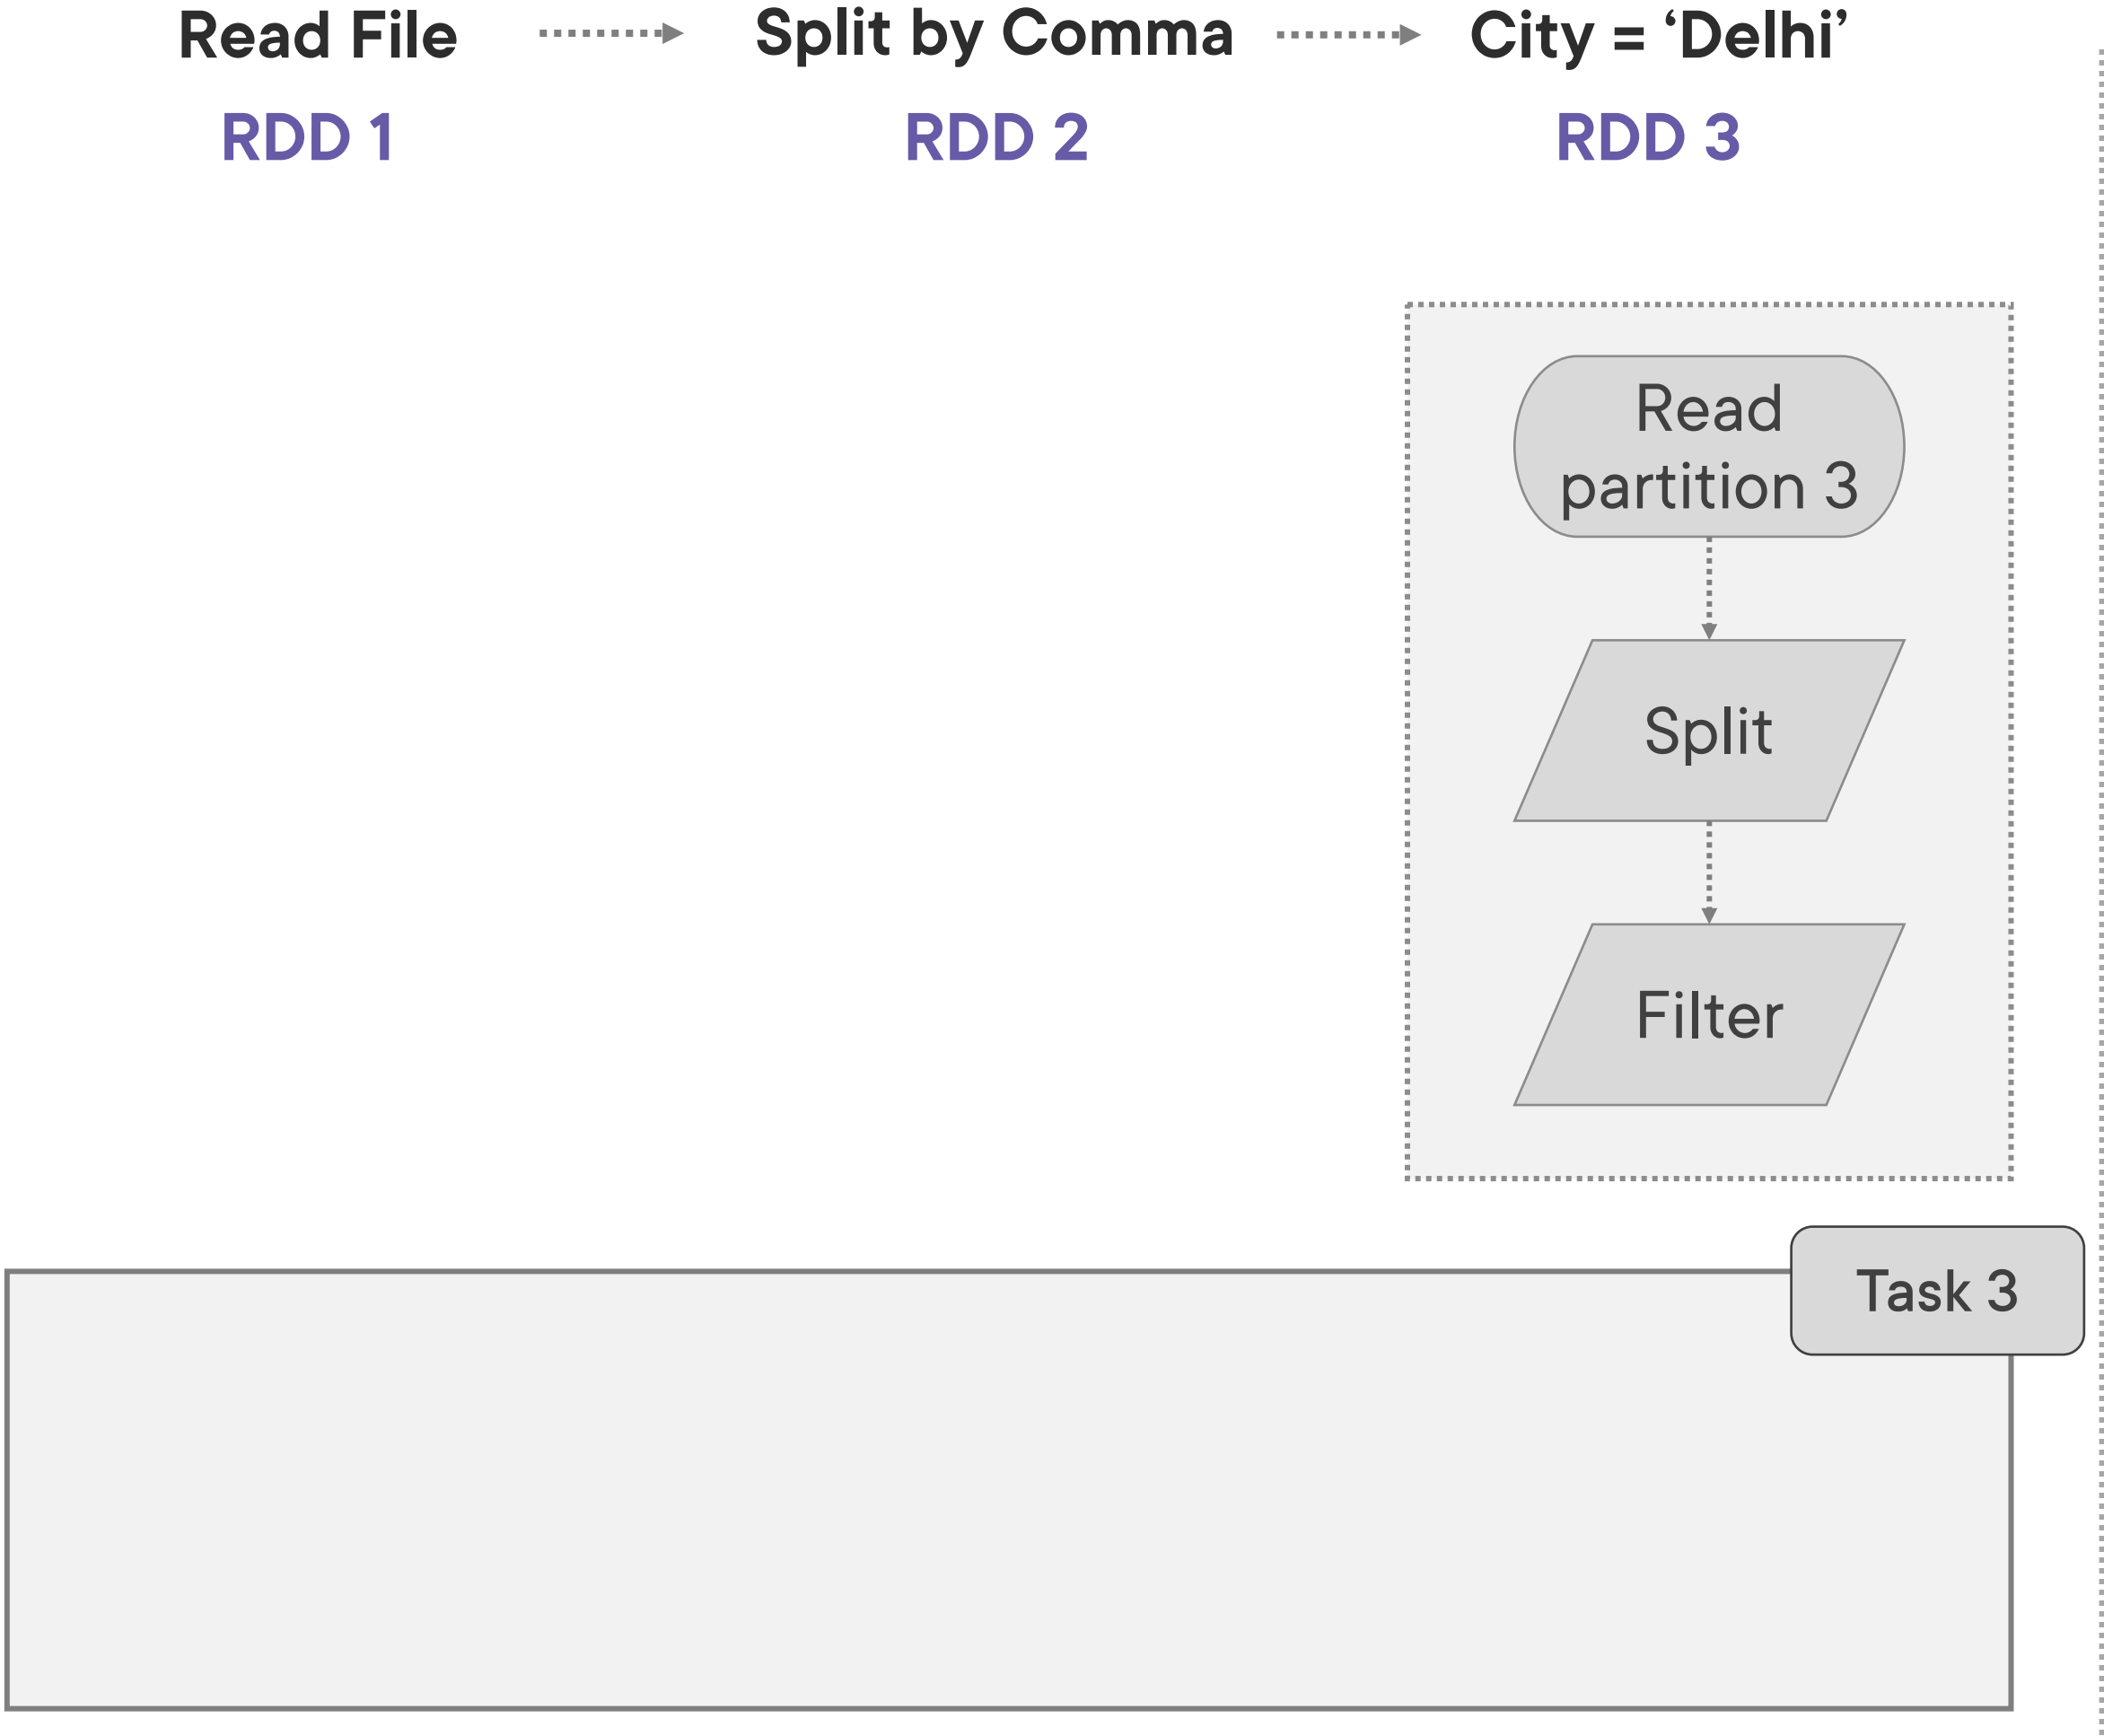 Read File
Split by Comma
City = ‘Delhi’
RDD 1
RDD 2
RDD 3
Read
partition 3
Split
Filter
Task 3